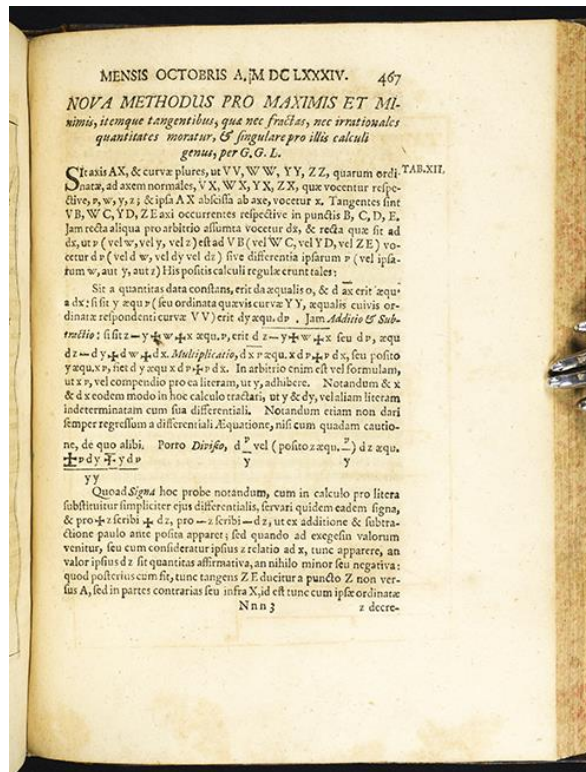 MENSIS OCTOBRIS A. M DC LXXXIV. 467
NOVA METHODUS PRO MAXIMIS ET MI-
nimis, itemque tangentibus, quæ nec fractas, nec irrationales
quantitates moratur, & singulare pro illis calculi
genus, per G. G. L.
SIt axis AX, & curvæ plures, ut VV, WW, YY, ZZ, quarum ordi- TAB. XII.
natæ, ad axem normales, VX, WX, YX, ZX, quæ vocentur respe-
ctive, v, w, y, z; & ipsa AX abscissa ab axe, vocetur x. Tangentes sint
VB, WC, YD, ZE axi occurrentes respective in punctis B, C, D, E.
Jam recta aliqua pro arbitrio assumta vocetur dx, & recta quæ sit ad
dx, ut v (vel w, vel y, vel z) est ad VB (vel WC, vel YD, vel ZE) vo-
cetur dv (vel dw, vel dy vel dz) sive differentia ipsarum v (vel ipsa-
rum w, aut y, aut z) His positis calculi regulæ erunt tales:
Sit a quantitas data constans, erit da æqualis 0, & d ax erit æqu.
a dx: si sit y æqu v (seu ordinata quævis curvæ YY, æqualis cuivis or-
dinatæ respondenti curvæ VV) erit dy æqu. dv. Jam Additio & Sub-
tractio: si sit z - y + w + x æqu. v, erit d z - y + w + x seu dv, æqu
dz - dy + dw + dx. Multiplicatio, d x v æqu. x dv + v dx, seu posito
y æqu. xv, fiet dy æqu x dv + v dx. In arbitrio enim est vel formulam,
ut xv, vel compendio pro ea literam, ut y, adhibere. Notandum & x
& dx eodem modo in hoc calculo tractari, ut y & dy, vel aliam literam
indeterminatam cum sua differentiali. Notandum etiam non dari
semper regressum a differentiali Æquatione, nisi cum quadam cautio-
ne, de quo alibi. Porro Divisio, d v/y vel (posito z æqu. v/y) dz æqu.
± v dy ∓ y dv
yy
Quoad Signa hoc probe notandum, cum in calculo pro litera
substituitur simpliciter ejus differentialis, servari quidem eadem signa,
& pro + z scribi + dz, pro - z scribi - dz, ut ex additione & subtra-
ctione paulo ante posita apparet; sed quando ad exegesin valorum
venitur, seu cum consideratur ipsius z relatio ad x, tunc apparere, an
valor ipsius dz sit quantitas affirmativa, an nihilo minor seu negativa:
quod posterius cum fit, tunc tangens ZE ducitur a puncto Z non ver-
sus A, sed in partes contrarias seu infra X, id est tunc cum ipsæ ordinatæ
Nnn 3 z decre-